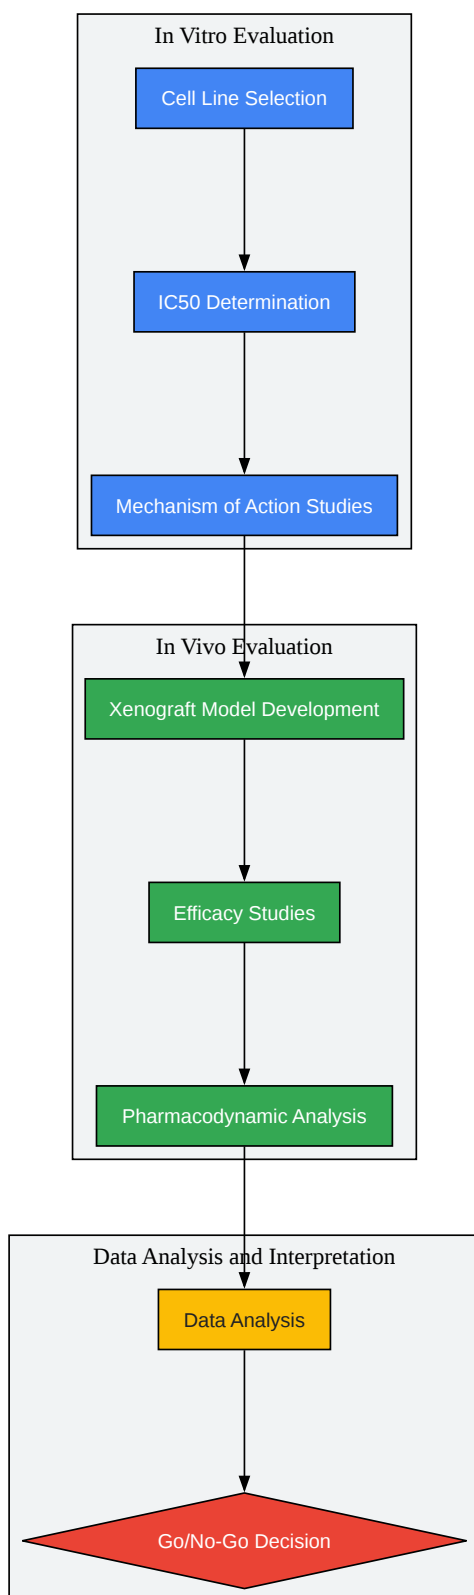 In Vitro Evaluation
Cell Line Selection
IC50 Determination
Mechanism of Action Studies
In Vivo Evaluation
Xenograft Model Development
Efficacy Studies
Pharmacodynamic Analysis
Data Analysis and Interpretation
Data Analysis
Go/No-Go Decision